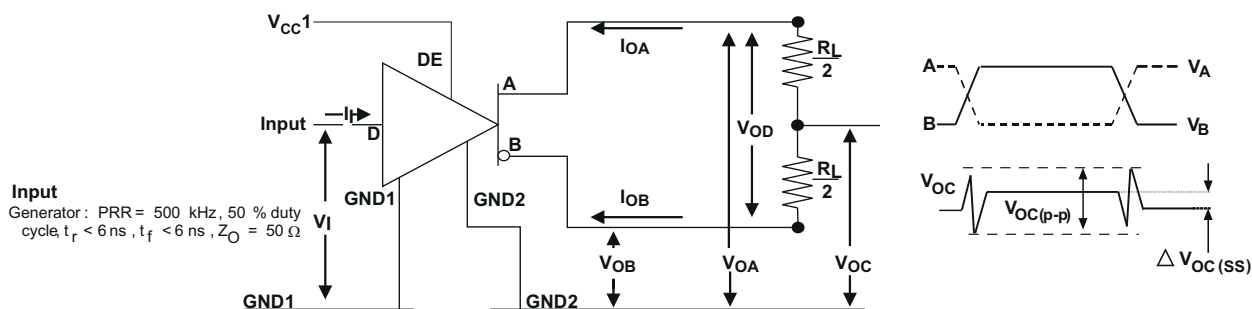 VCC1
DE
A
IOA
RL
2
A
VA
II
Input
D
B
VOD
B
VB
Input
Generator: PRR = 500 kHz, 50 % duty
cycle, tr < 6 ns, tf < 6 ns, ZO = 50 Ω
VI
GND1
GND2
IOB
RL
2
VOC
VOC(p-p)
VOB
VOA
VOC
Δ VOC(SS)
GND1
GND2